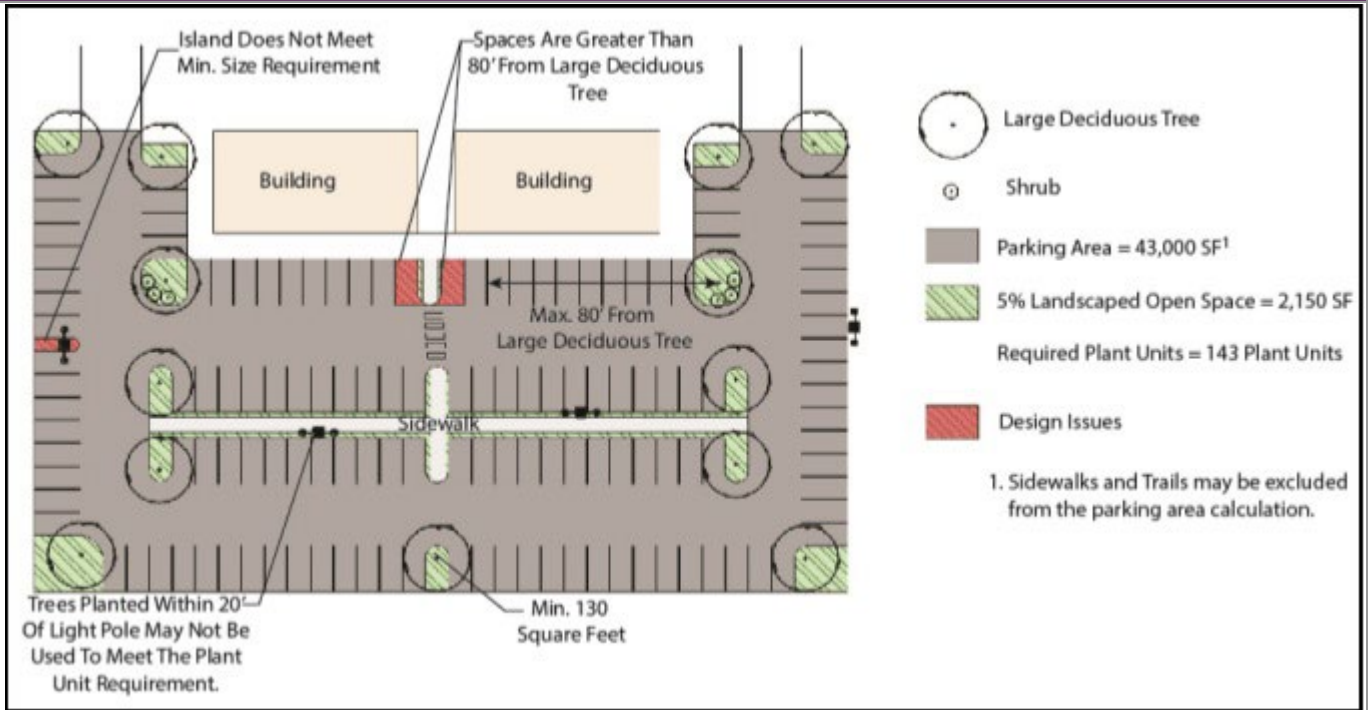 Island Does Not Meet
Min. Size Requirement
Spaces Are Greater Than
80' From Large Deciduous
Tree
Building
Building
Max. 80' From
Large Deciduous Tree
Sidewalk
Trees Planted Within 20'
Of Light Pole May Not Be
Used To Meet The Plant
Unit Requirement.
Min. 130
Square Feet
Large Deciduous Tree
Shrub
Parking Area = 43,000 SF¹
5% Landscaped Open Space = 2,150 SF
Required Plant Units = 143 Plant Units
Design Issues
1. Sidewalks and Trails may be excluded
from the parking area calculation.